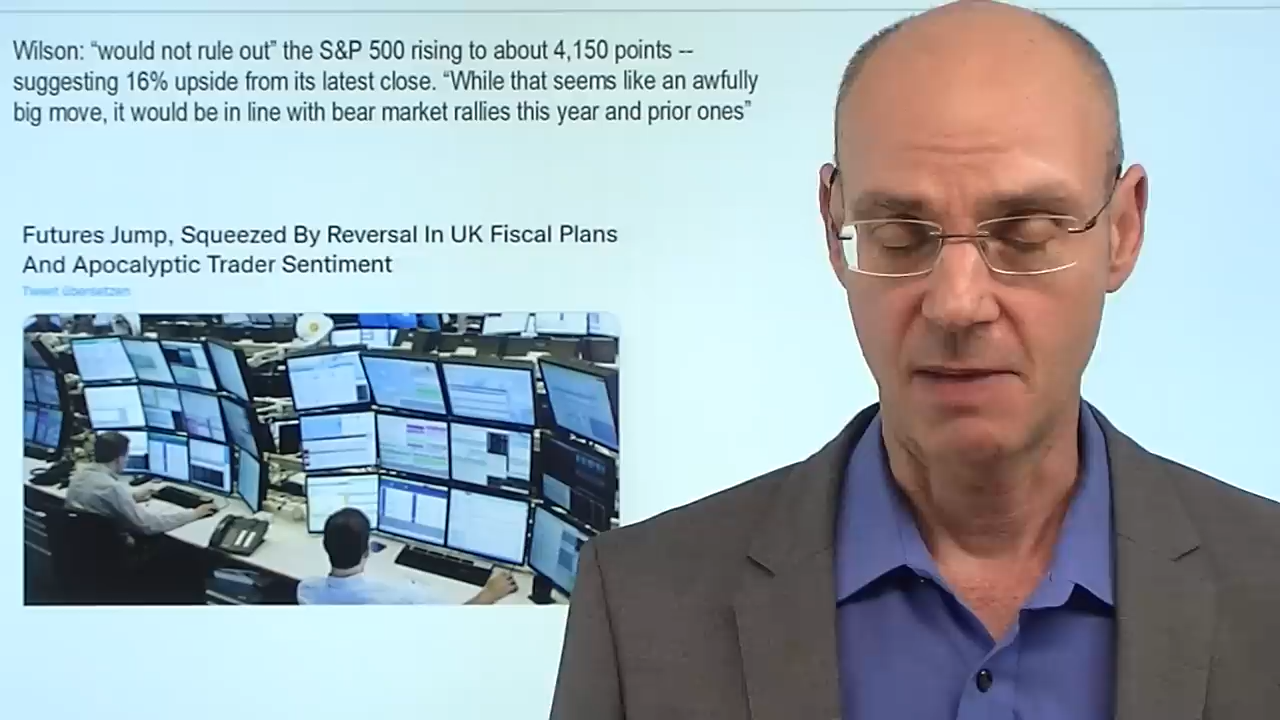 Wilson: “would not rule out” the S&P 500 rising to about 4,150 points --
suggesting 16% upside from its latest close. “While that seems like an awfully
big move, it would be in line with bear market rallies this year and prior ones”
Futures Jump, Squeezed By Reversal In UK Fiscal Plans
And Apocalyptic Trader Sentiment
Tweet übersetzen